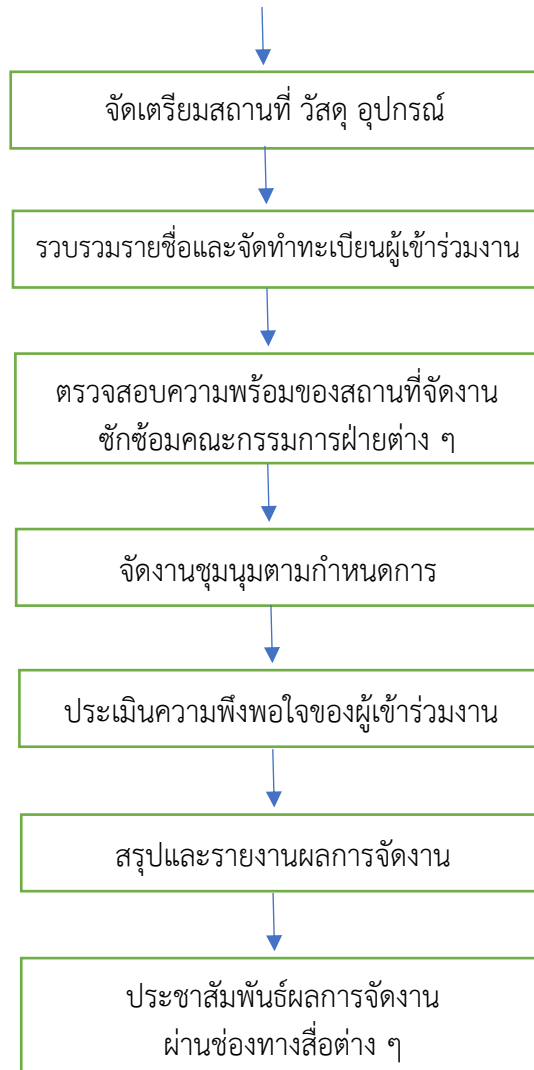 จัดเตรียมสถานที่ วัสดุ อุปกรณ์
รวบรวมรายชื่อและจัดทำทะเบียนผู้เข้าร่วมงาน
ตรวจสอบความพร้อมของสถานที่จัดงาน
ซักซ้อมคณะกรรมการฝ่ายต่าง ๆ
จัดงานชุมนุมตามกำหนดการ
ประเมินความพึงพอใจของผู้เข้าร่วมงาน
สรุปและรายงานผลการจัดงาน
ประชาสัมพันธ์ผลการจัดงาน
ผ่านช่องทางสื่อต่าง ๆ